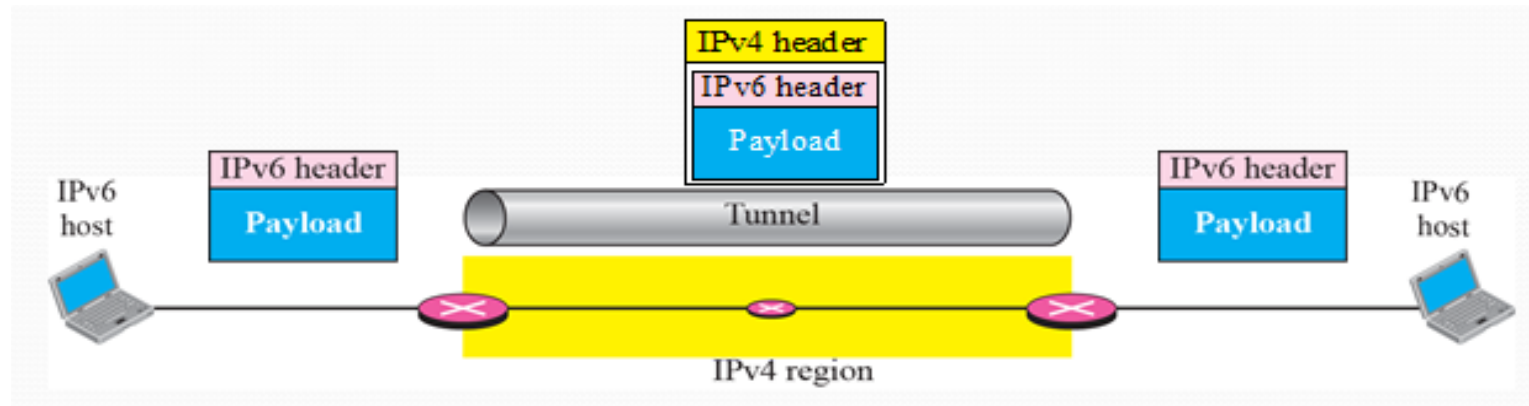 IPv4 header
IPv6 header
Payload
IPv6 header
Payload
IPv6 header
Payload
IPv6
host
IPv6
host
Tunnel
IPv4 region